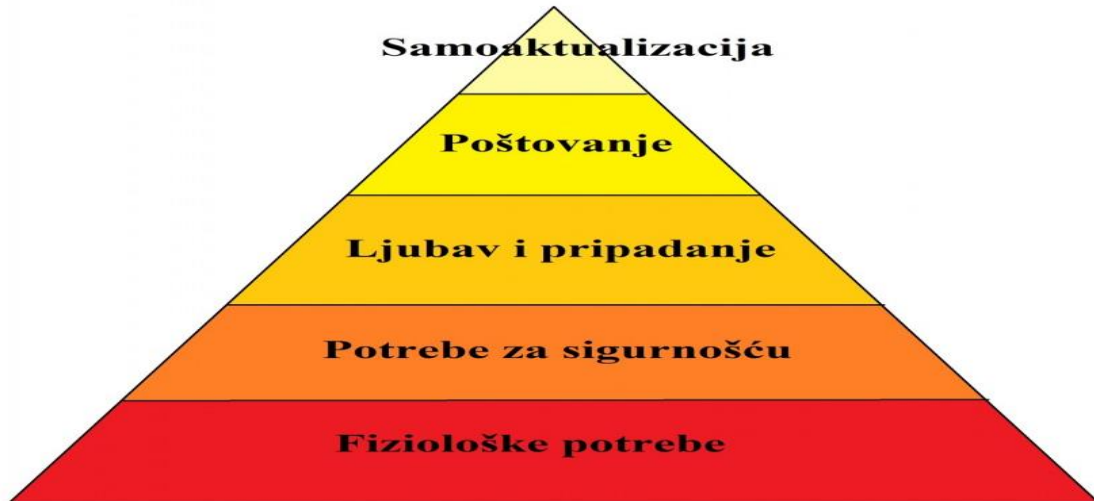 Samoaktualizacija
Poštovanje
Ljubav i pripadanje
Potrebe za sigurnošću
Fiziološke potrebe